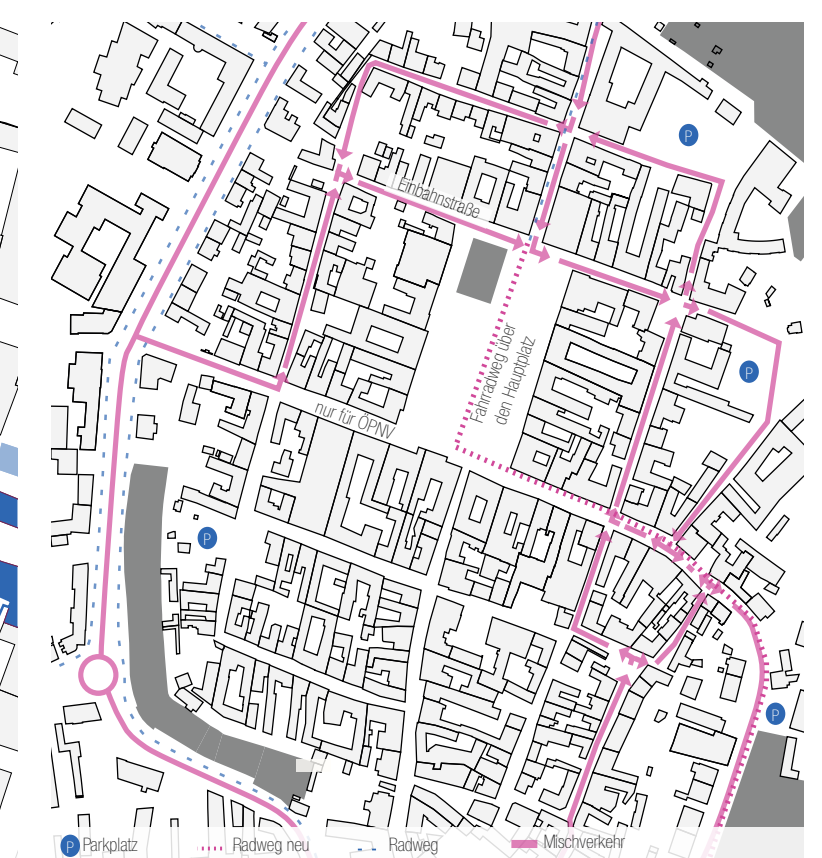 P
Einbahnstraße
Fahrradweg über
den Hauptplatz
P
nur für ÖPNV
P
P
P Parkplatz
Radweg neu
Radweg
Mischverkehr